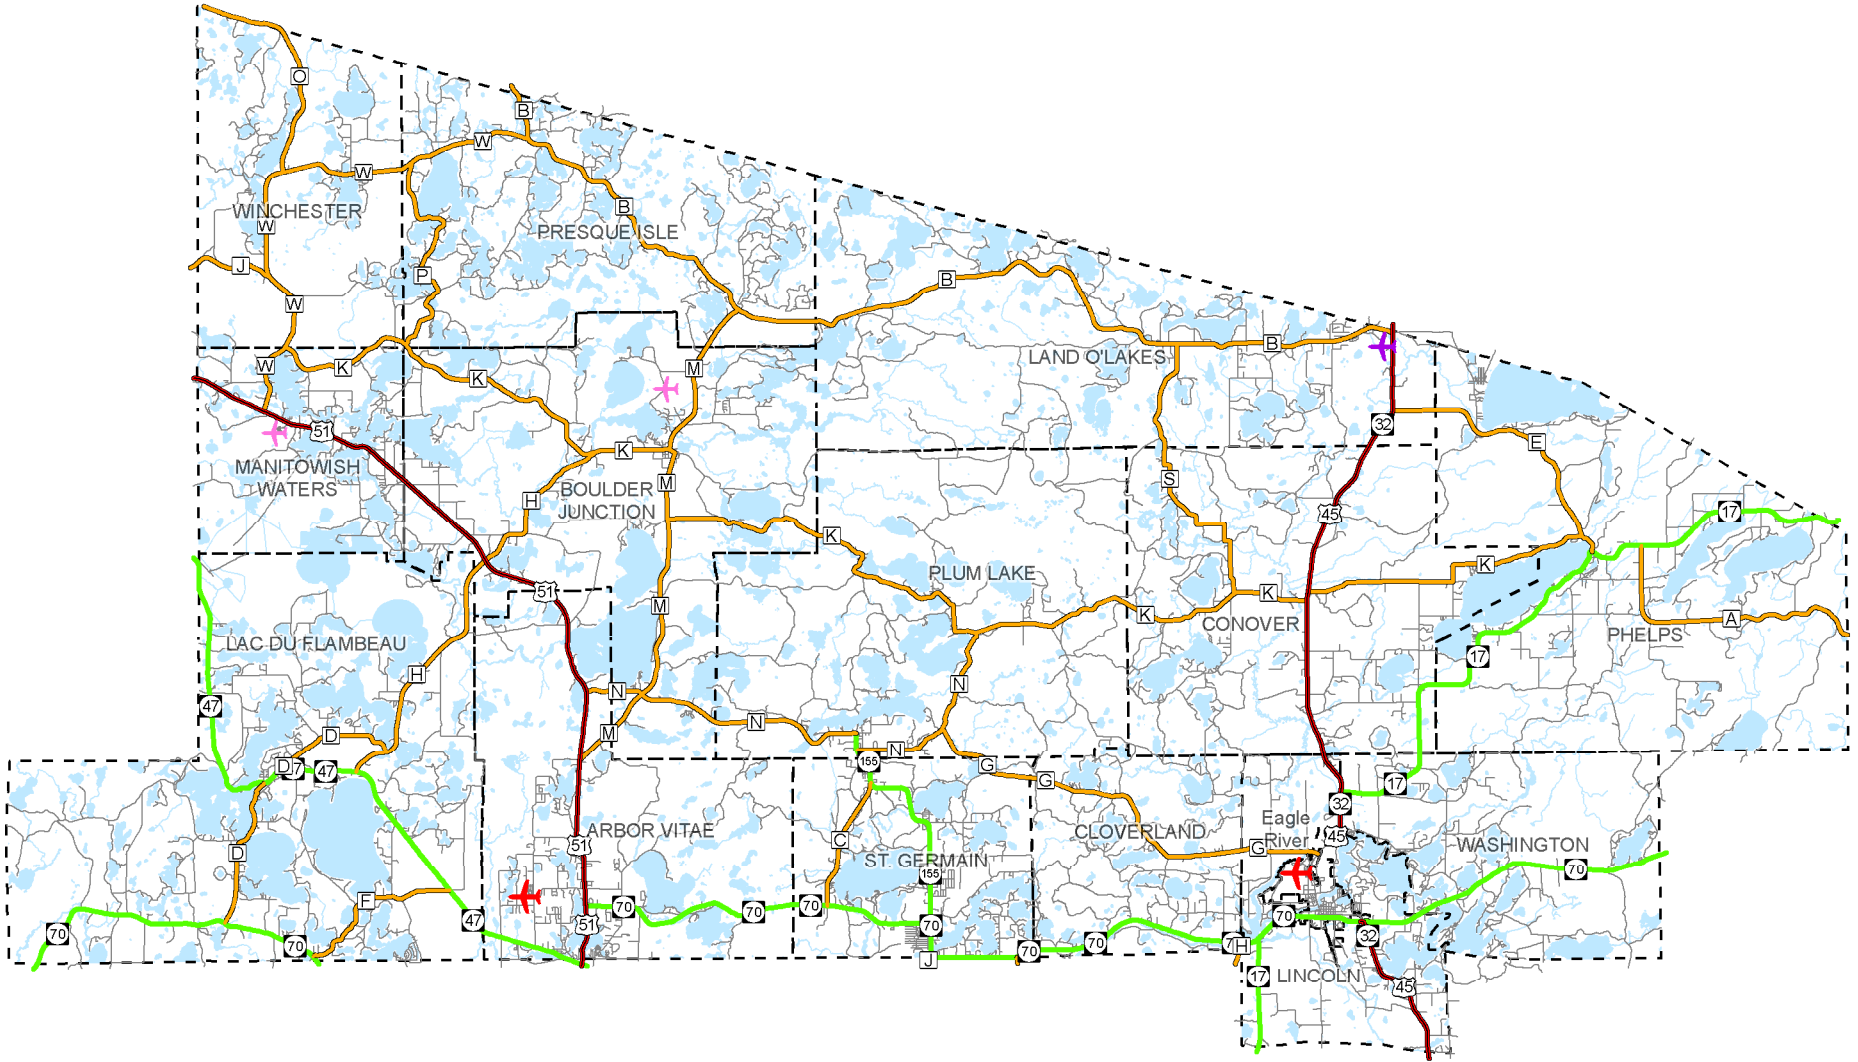 O
B
W
W
B
WINCHESTER
W
PRESQUE ISLE
J
P
B
W
B
LAND O'LAKES
W
K
K
M
32
51
E
MANITOWISH
WATERS
K
S
M
BOULDER
JUNCTION
H
45
17
K
PLUM LAKE
K
51
M
K
K
CONOVER
A
PHELPS
LAC DU FLAMBEAU
17
H
N
N
47
N
D
M
N
155
D
47
G
G
17
32
ARBOR VITAE
C
CLOVERLAND
Eagle
River
45
WASHINGTON
51
D
ST. GERMAIN
G
155
70
F
70
70
70
47
51
70
70
70
70
70
H
32
70
J
LINCOLN
17
45